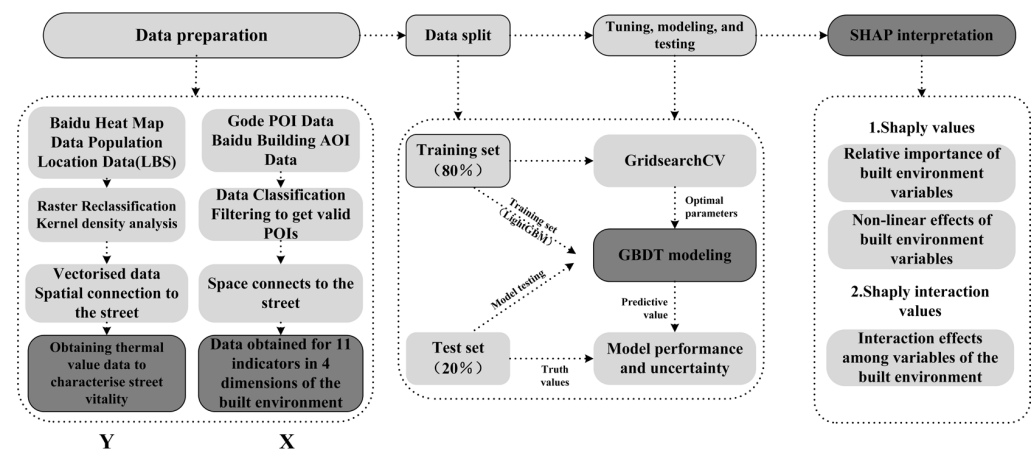 Data preparation
Data split
Tuning, modeling, and
testing
SHAP interpretation
Baidu Heat Map
Data Population
Location Data(LBS)
Raster Reclassification
Kernel density analysis
Vectorised data
Spatial connection to
the street
Obtaining thermal
value data to
characterise street
vitality
Y
Gode POI Data
Baidu Building AOI
Data
Data Classification
Filtering to get valid
POIs
Space connects to the
street
Data obtained for 11
indicators in 4
dimensions of the
built environment
X
Training set
（80%）
GridsearchCV
Training set
(LightGBM)
Optimal
parameters
GBDT modeling
Model testing
Predictive
value
Test set
（20%）
Truth
values
Model performance
and uncertainty
1.Shaply values
Relative importance of
built environment
variables
Non-linear effects of
built environment
variables
2.Shaply interaction
values
Interaction effects
among variables of the
built environment